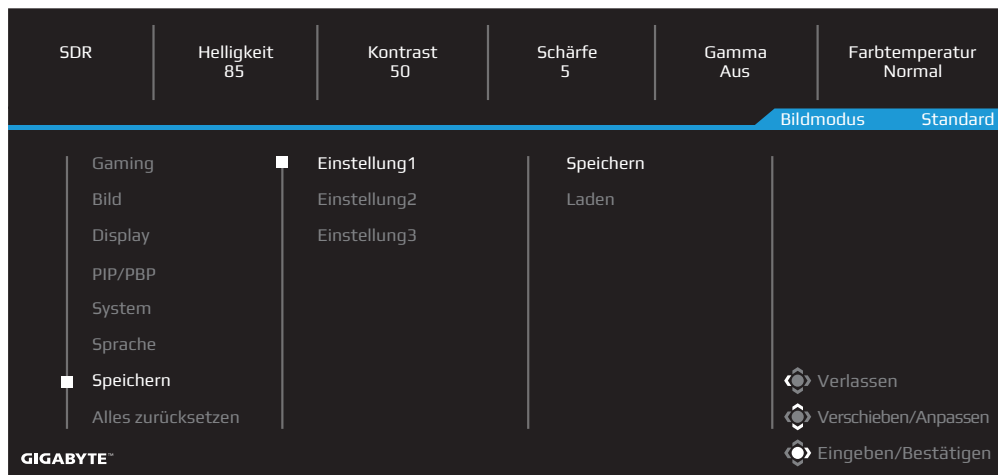 SDR
Helligkeit
85
Kontrast
50
Schärfe
5
Gamma
Aus
Farbtemperatur
Normal
Bildmodus Standard
Gaming
Bild
Display
PIP/PBP
System
Sprache
Speichern
Alles zurücksetzen
Einstellung1
Einstellung2
Einstellung3
Speichern
Laden
Verlassen
Verschieben/Anpassen
Eingeben/Bestätigen
GIGABYTE™